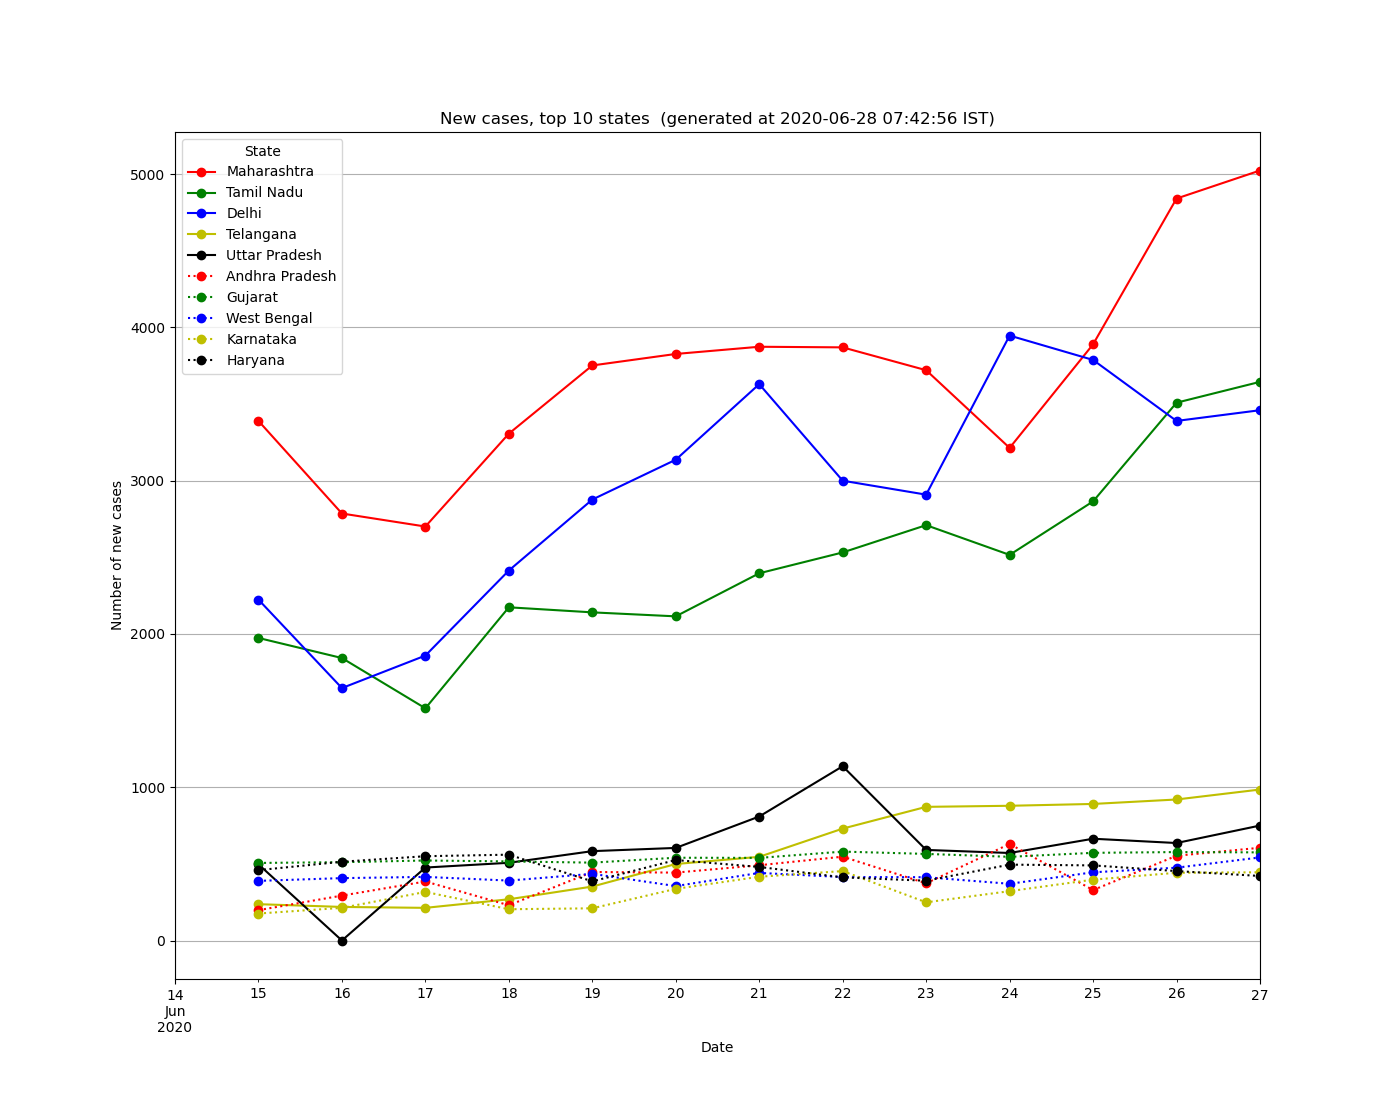 New cases, top 10 states  (generated at 2020-06-28 07:42:56 IST)
State
Maharashtra
Tamil Nadu
Delhi
Telangana
Uttar Pradesh
Andhra Pradesh
Gujarat
West Bengal
Karnataka
Haryana
5000
4000
3000
2000
1000
0
Number of new cases
14 15 16 17 18 19 20 21 22 23 24 25 26 27
Jun
2020
Date